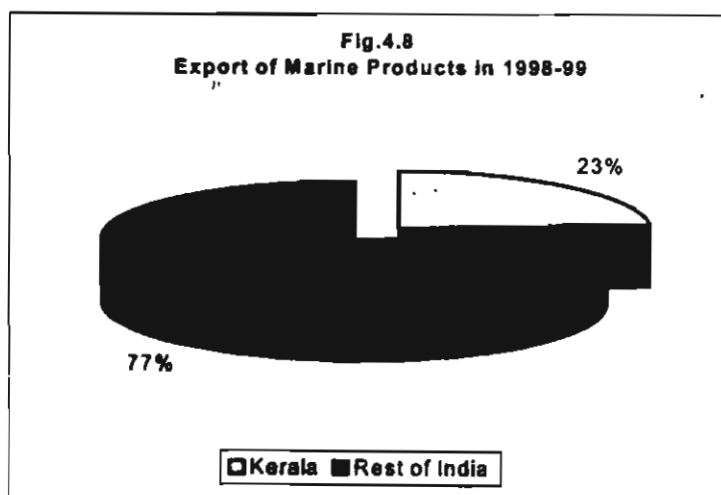 Fig.4.8
Export of Marine Products in 1998-99
23%
77%
Kerala Rest of India